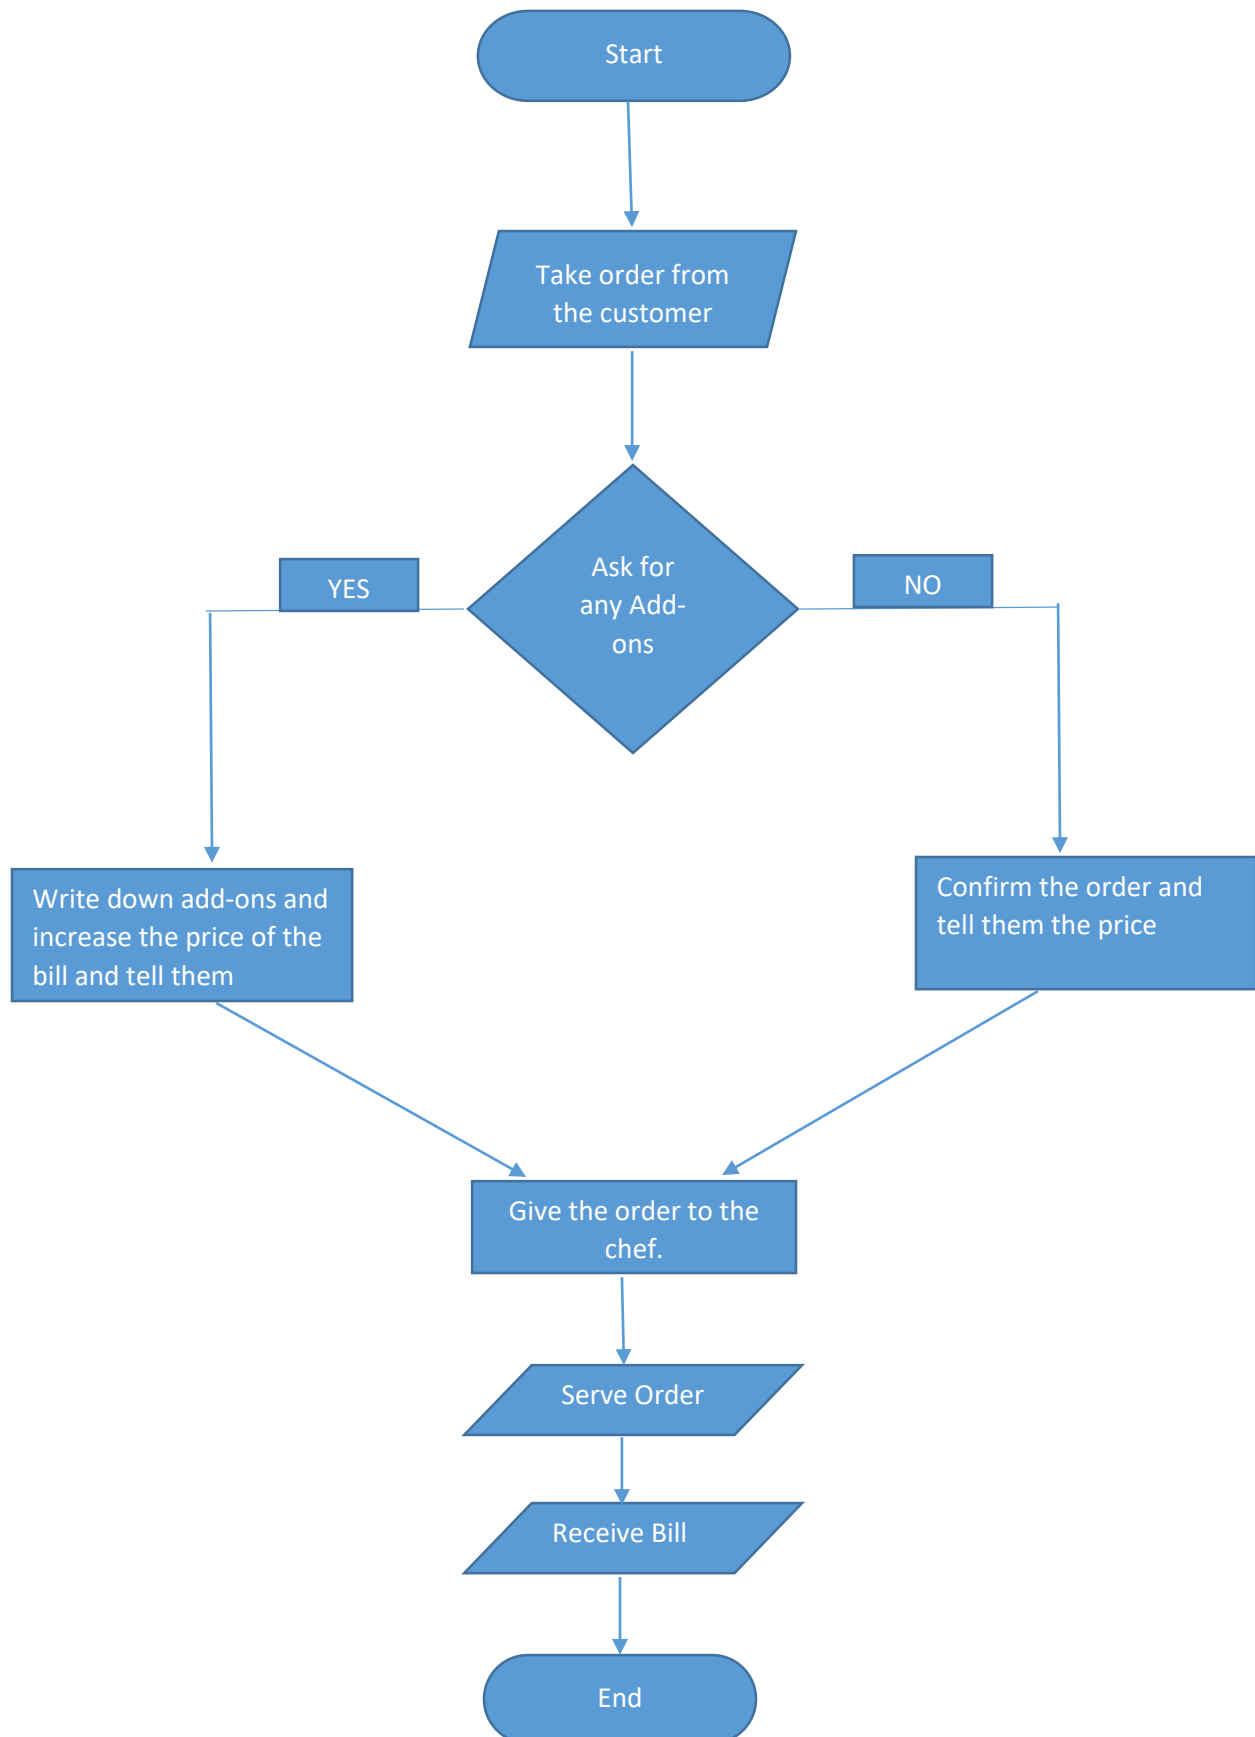 Start
Take order from
the customer
Ask for
any Add-
ons
YES
NO
Write down add-ons and
increase the price of the
bill and tell them
Confirm the order and
tell them the price
Give the order to the
chef.
Serve Order
Receive Bill
End